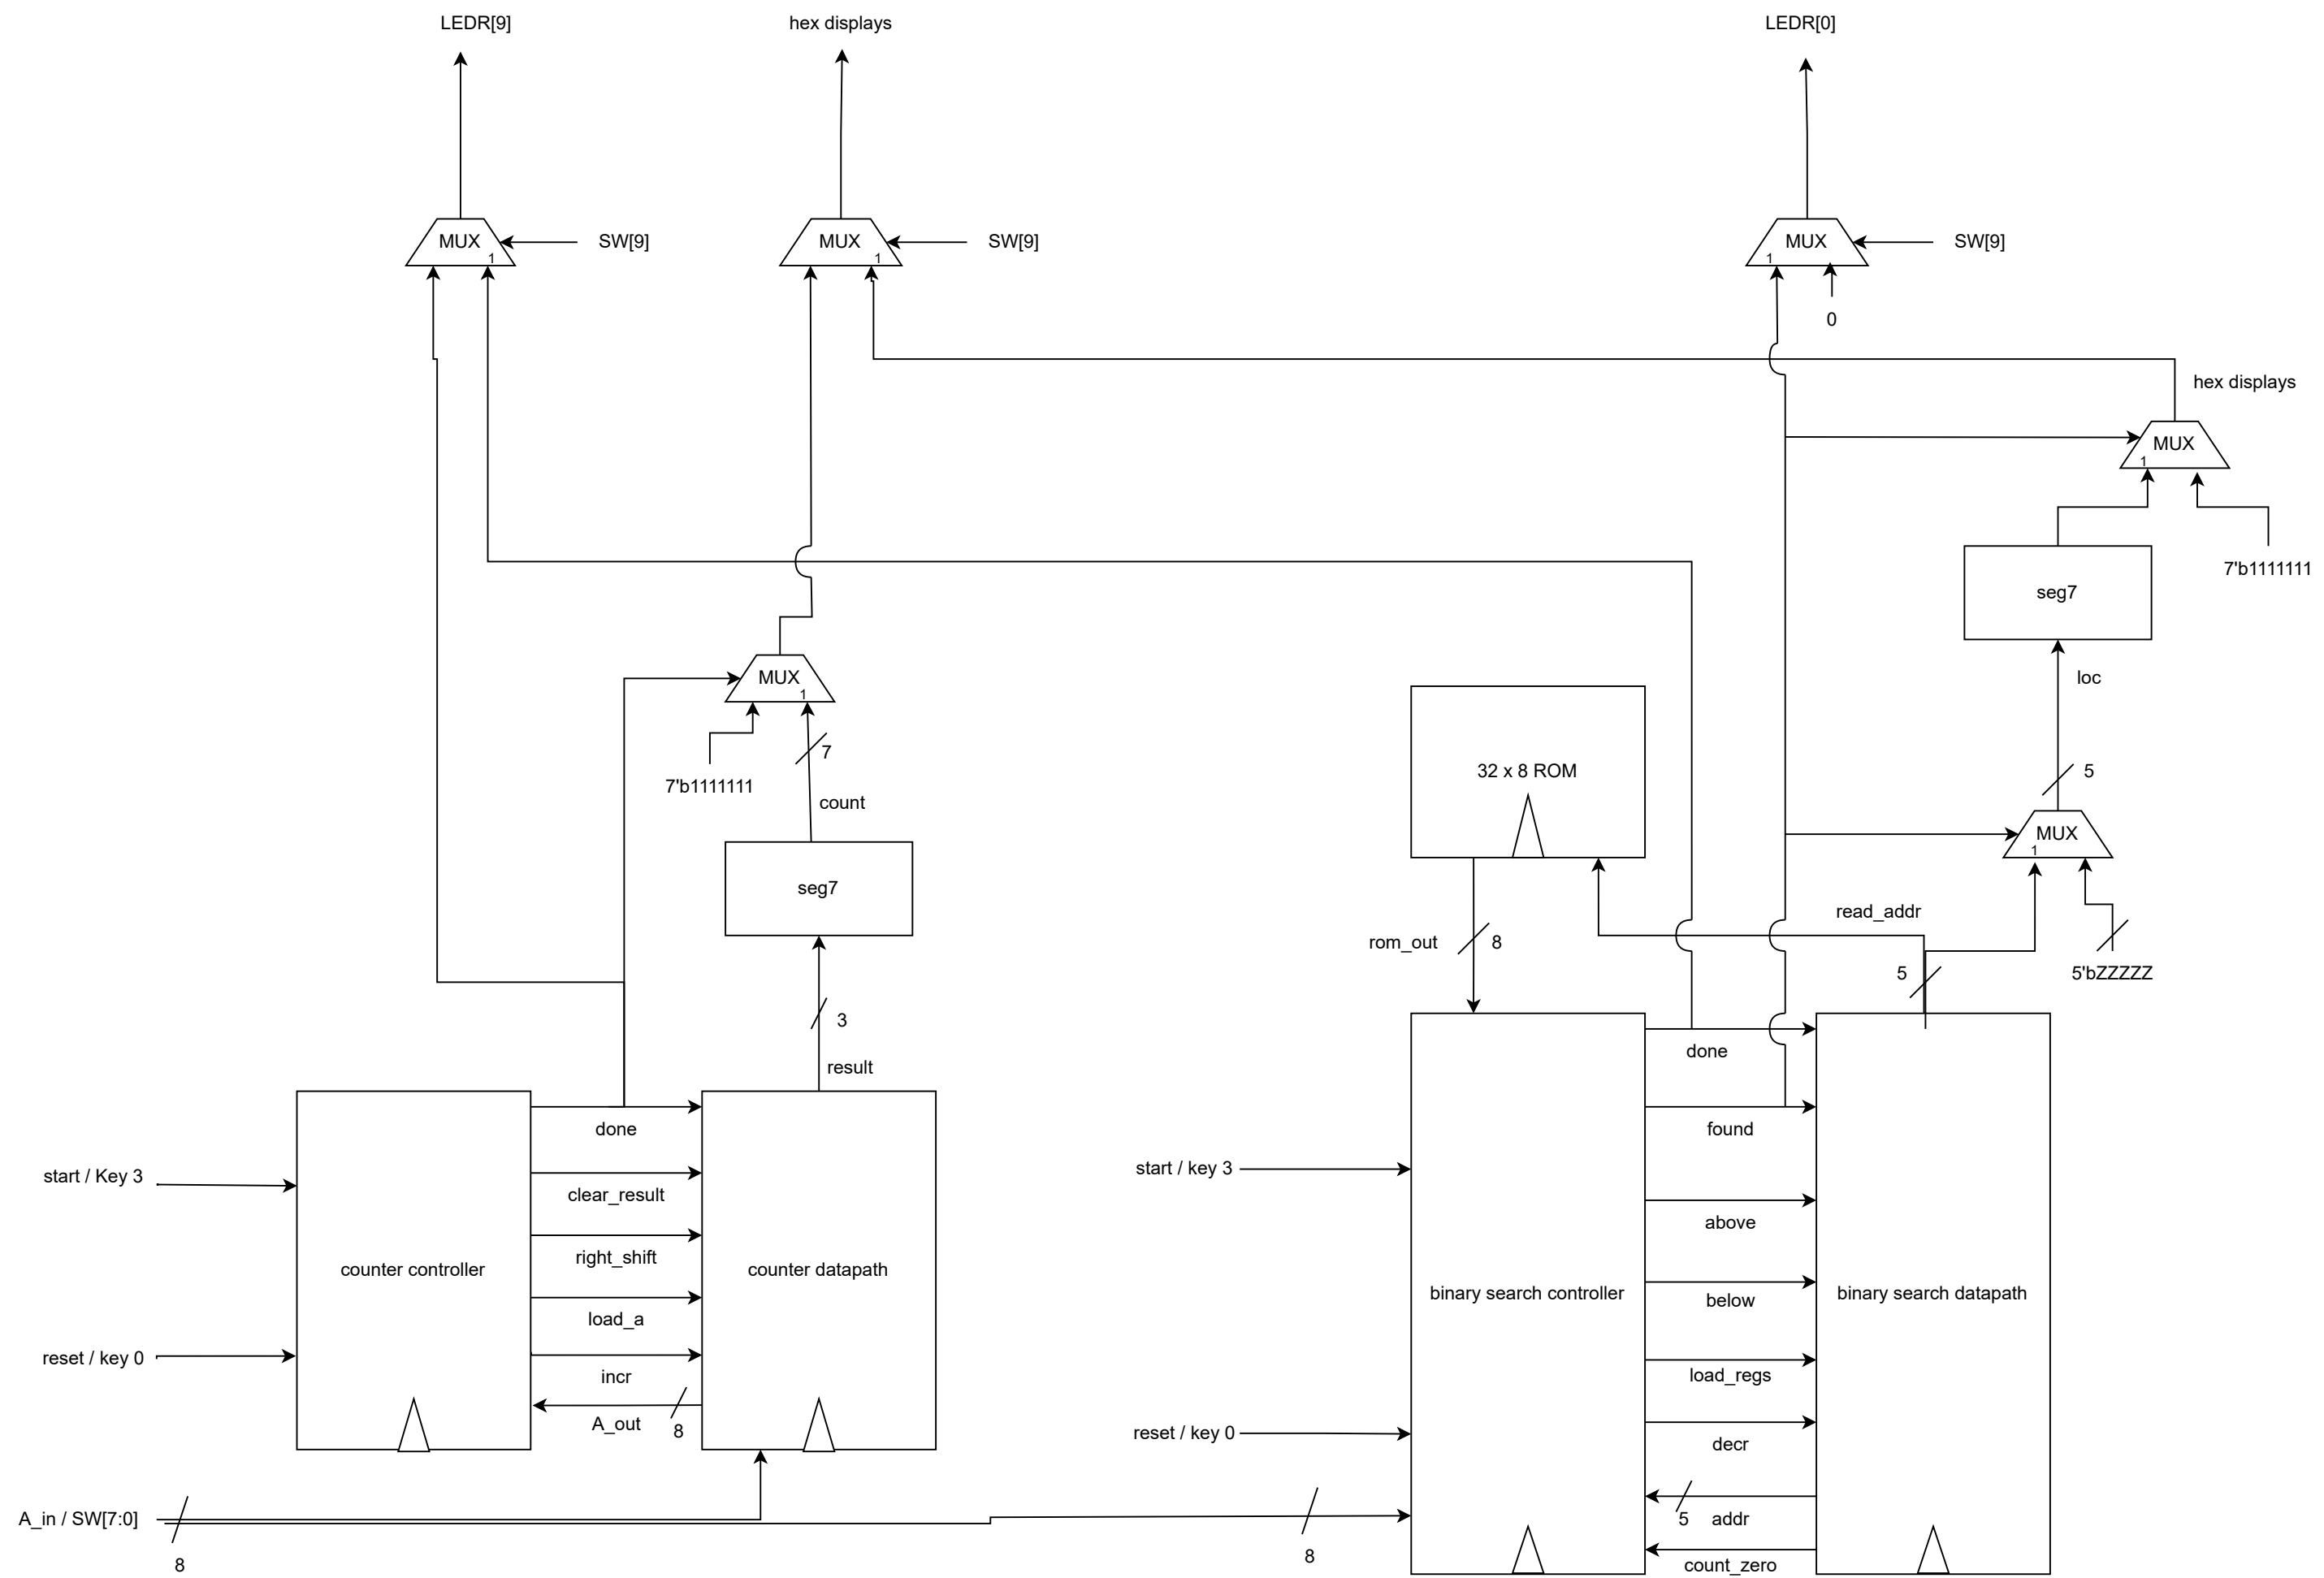 LEDR[9]
hex displays
LEDR[0]
MUX
1
SW[9]
MUX
1
SW[9]
MUX
1
SW[9]
0
hex displays
MUX
1
7'b1111111
seg7
loc
MUX
1
7'b1111111
7
count
32 x 8 ROM
5
MUX
1
seg7
read_addr
rom_out
8
5
5'bZZZZZ
3
result
done
done
found
start / Key 3
start / key 3
clear_result
above
right_shift
counter controller
counter datapath
binary search controller
below
binary search datapath
load_a
reset / key 0
incr
load_regs
A_out
8
reset / key 0
decr
A_in / SW[7:0]
8
8
5
addr
count_zero